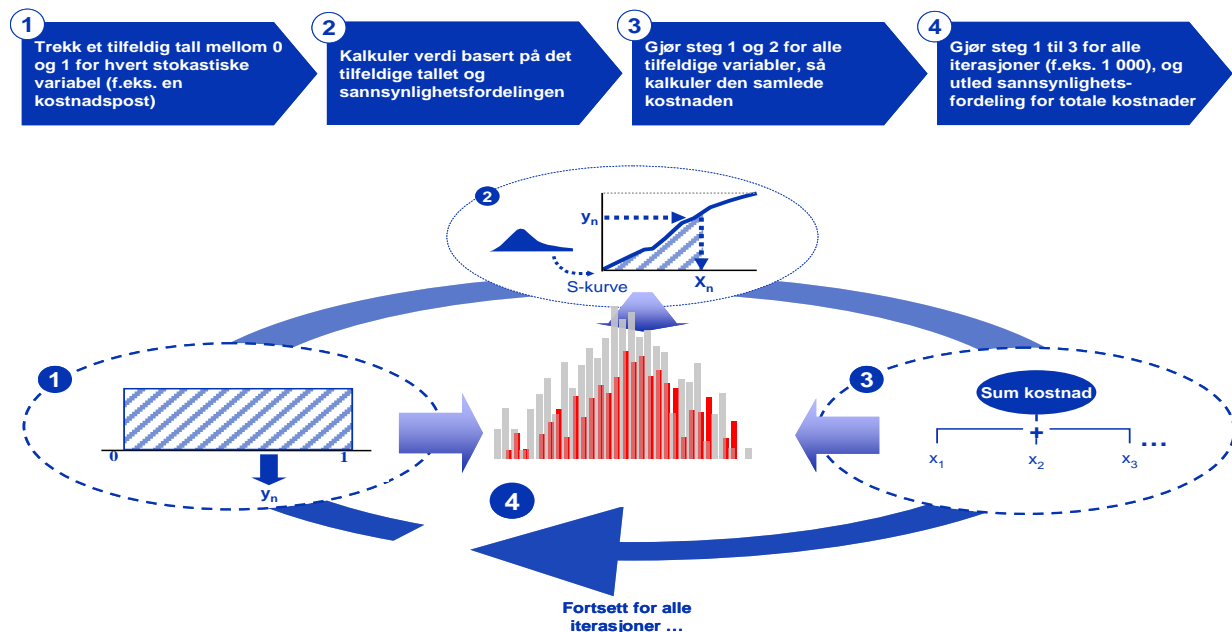 1
Trekk et tilfeldig tall mellom 0
og 1 for hvert stokastiske
variabel (f.eks. en
kostnadspost)
2
Kalkuler verdi basert på det
tilfeldige tallet og
sannsynlighetsfordelingen
3
Gjør steg 1 og 2 for alle
tilfeldige variabler, så
kalkuler den samlede
kostnaden
4
Gjør steg 1 til 3 for alle
iterasjoner (f.eks. 1 000), og
utled sannsynlighets-
fordeling for totale kostnader
2
yn
xn
S-kurve
1
0 1
yn
3
Sum kostnad
+
...
x1 x2 x3
4
Fortsett for alle
iterasjoner ...